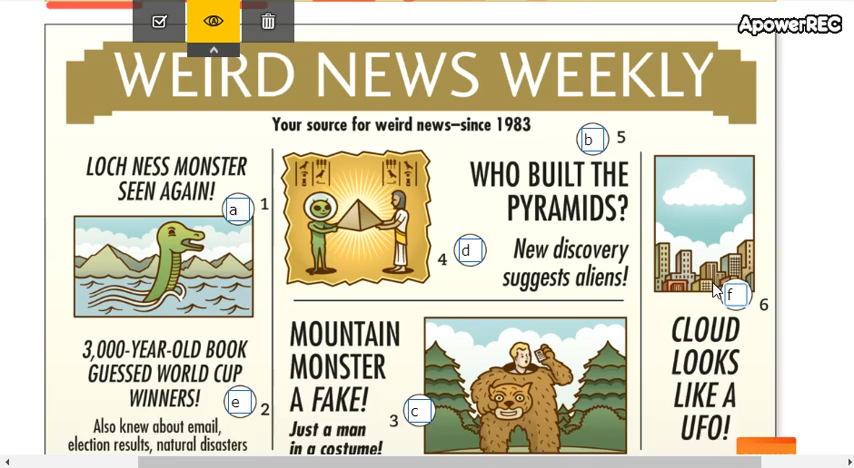 ApowerREC
WEIRD NEWS WEEKLY
Your source for weird news—since 1983
b 5
LOCH NESS MONSTER
SEEN AGAIN!
a 1
3,000-YEAR-OLD BOOK
GUESSED WORLD CUP
WINNERS!
e 2
Also knew about email,
election results, natural disasters
WHO BUILT THE
PYRAMIDS?
4 d
New discovery
suggests aliens!
MOUNTAIN
MONSTER
A FAKE!
3 c
Just a man
in a costume!
f 6
CLOUD
LOOKS
LIKE A
UFO!